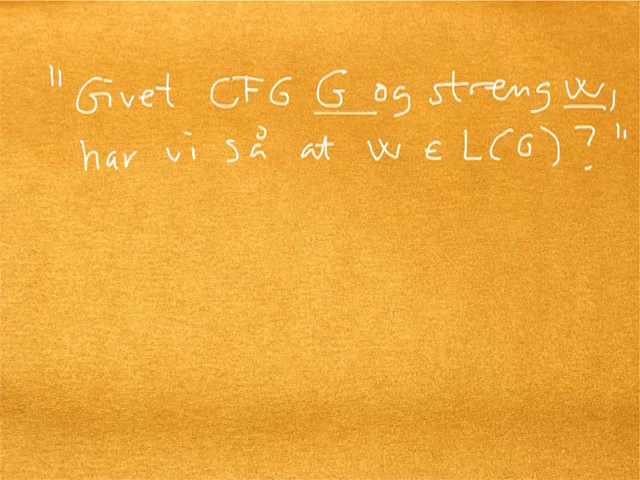 "Givet CFG G og streng w,
har vi så at w ∈ L(G)?"